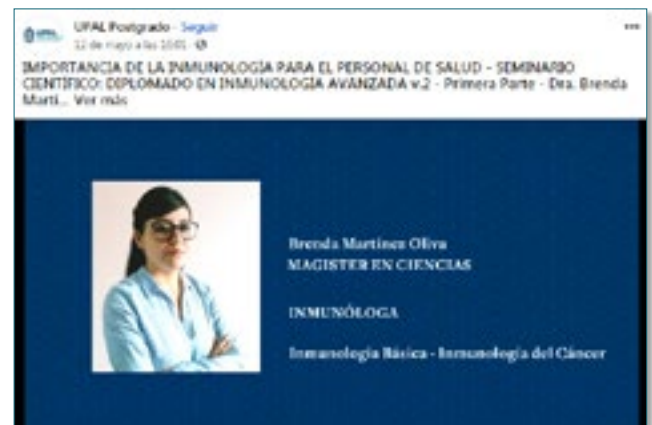 UPAL Postgrado · Seguir
12 de mayo a las 10:01
IMPORTANCIA DE LA INMUNOLOGÍA PARA EL PERSONAL DE SALUD - SEMINARIO
CIENTÍFICO: DIPLOMADO EN INMUNOLOGÍA AVANZADA v.2 - Primera Parte - Dra. Brenda
Martí... Ver más
Brenda Martínez Oliva
MAGISTER EN CIENCIAS
INMUNÓLOGA
Inmunología Básica - Inmunología del Cáncer